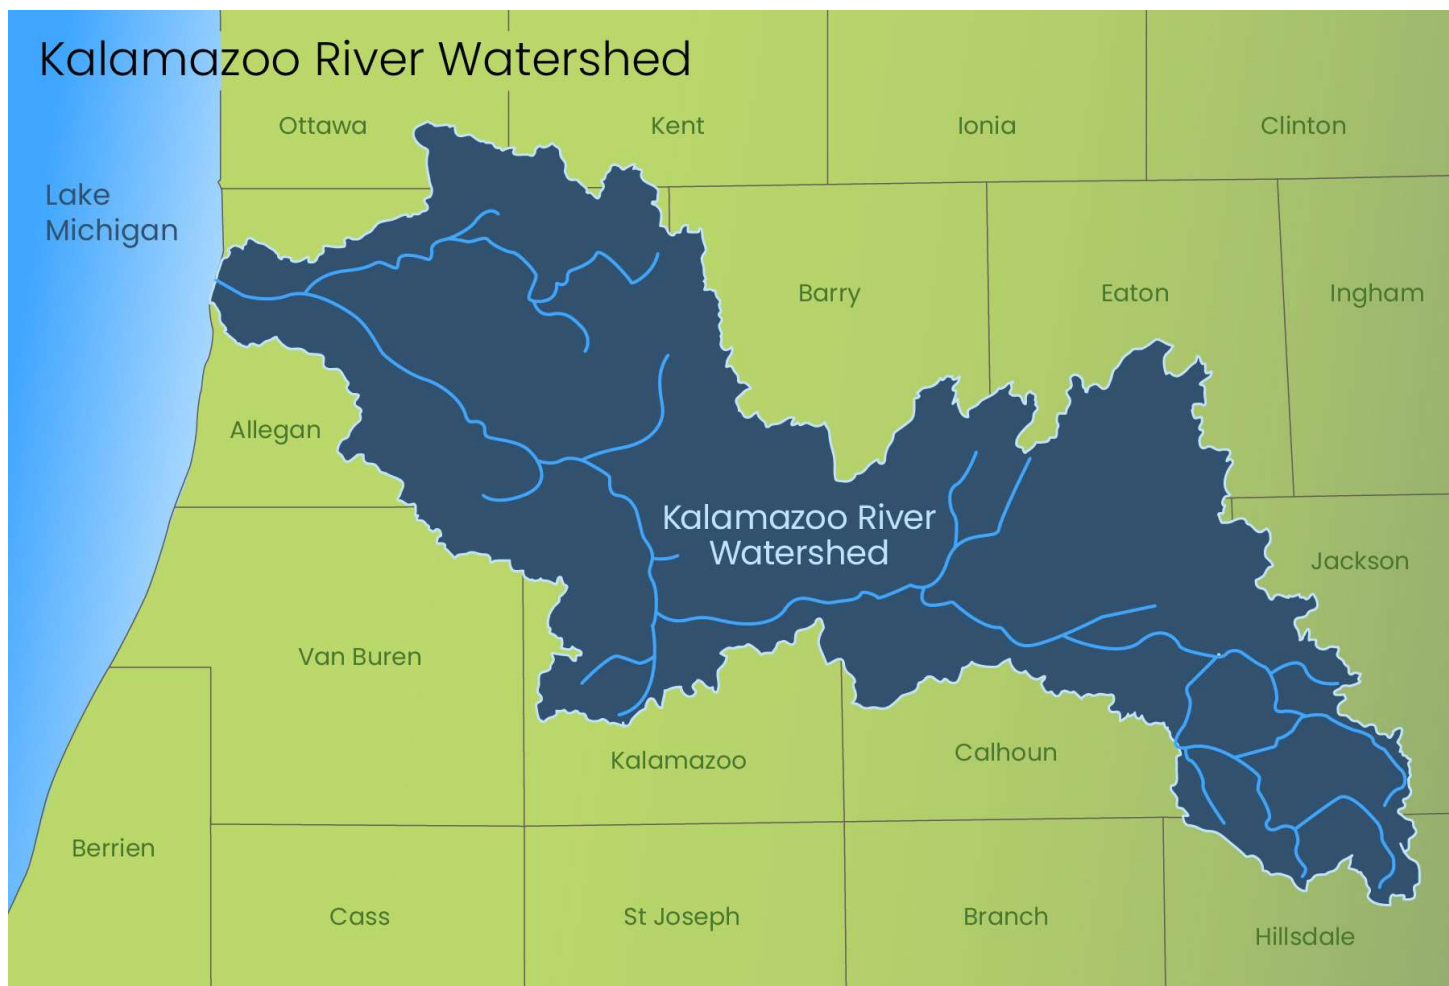 Kalamazoo River Watershed
Ottawa
Kent
Ionia
Clinton
Lake
Michigan
Barry
Eaton
Ingham
Allegan
Kalamazoo River
Watershed
Jackson
Van Buren
Kalamazoo
Calhoun
Berrien
Cass
St Joseph
Branch
Hillsdale